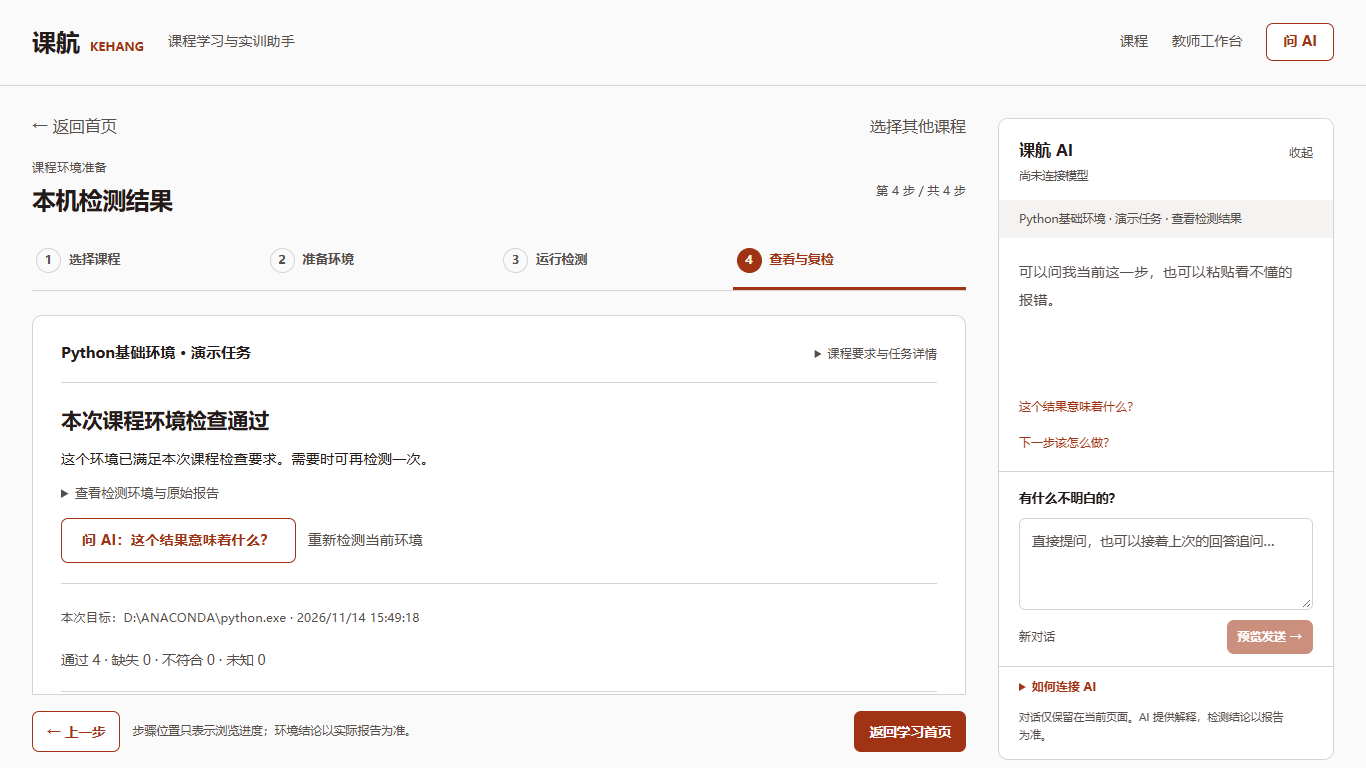 课航 KEHANG 课程学习与实训助手 课程 教师工作台 问 AI
← 返回首页 选择其他课程
课程环境准备
本机检测结果
第 4 步 / 共 4 步
1 选择课程 2 准备环境 3 运行检测 4 查看与复检
Python基础环境 · 演示任务 ▶ 课程要求与任务详情
本次课程环境检查通过
这个环境已满足本次课程检查要求。需要时可再检测一次。
▶ 查看检测环境与原始报告
问 AI：这个结果意味着什么？ 重新检测当前环境
本次目标：D:\ANACONDA\python.exe · 2026/11/14 15:49:18
通过 4 · 缺失 0 · 不符合 0 · 未知 0
← 上一步 步骤位置只表示浏览进度；环境结论以实际报告为准。 返回学习首页
课航 AI 收起
尚未连接模型
Python基础环境 · 演示任务 · 查看检测结果
可以问我当前这一步，也可以粘贴看不懂的
报错。
这个结果意味着什么？
下一步该怎么做？
有什么不明白的？
直接提问，也可以接着上次的回答追问…
新对话 预览发送 →
▶ 如何连接 AI
对话仅保留在当前页面。AI 提供解释，检测结论以报告
为准。